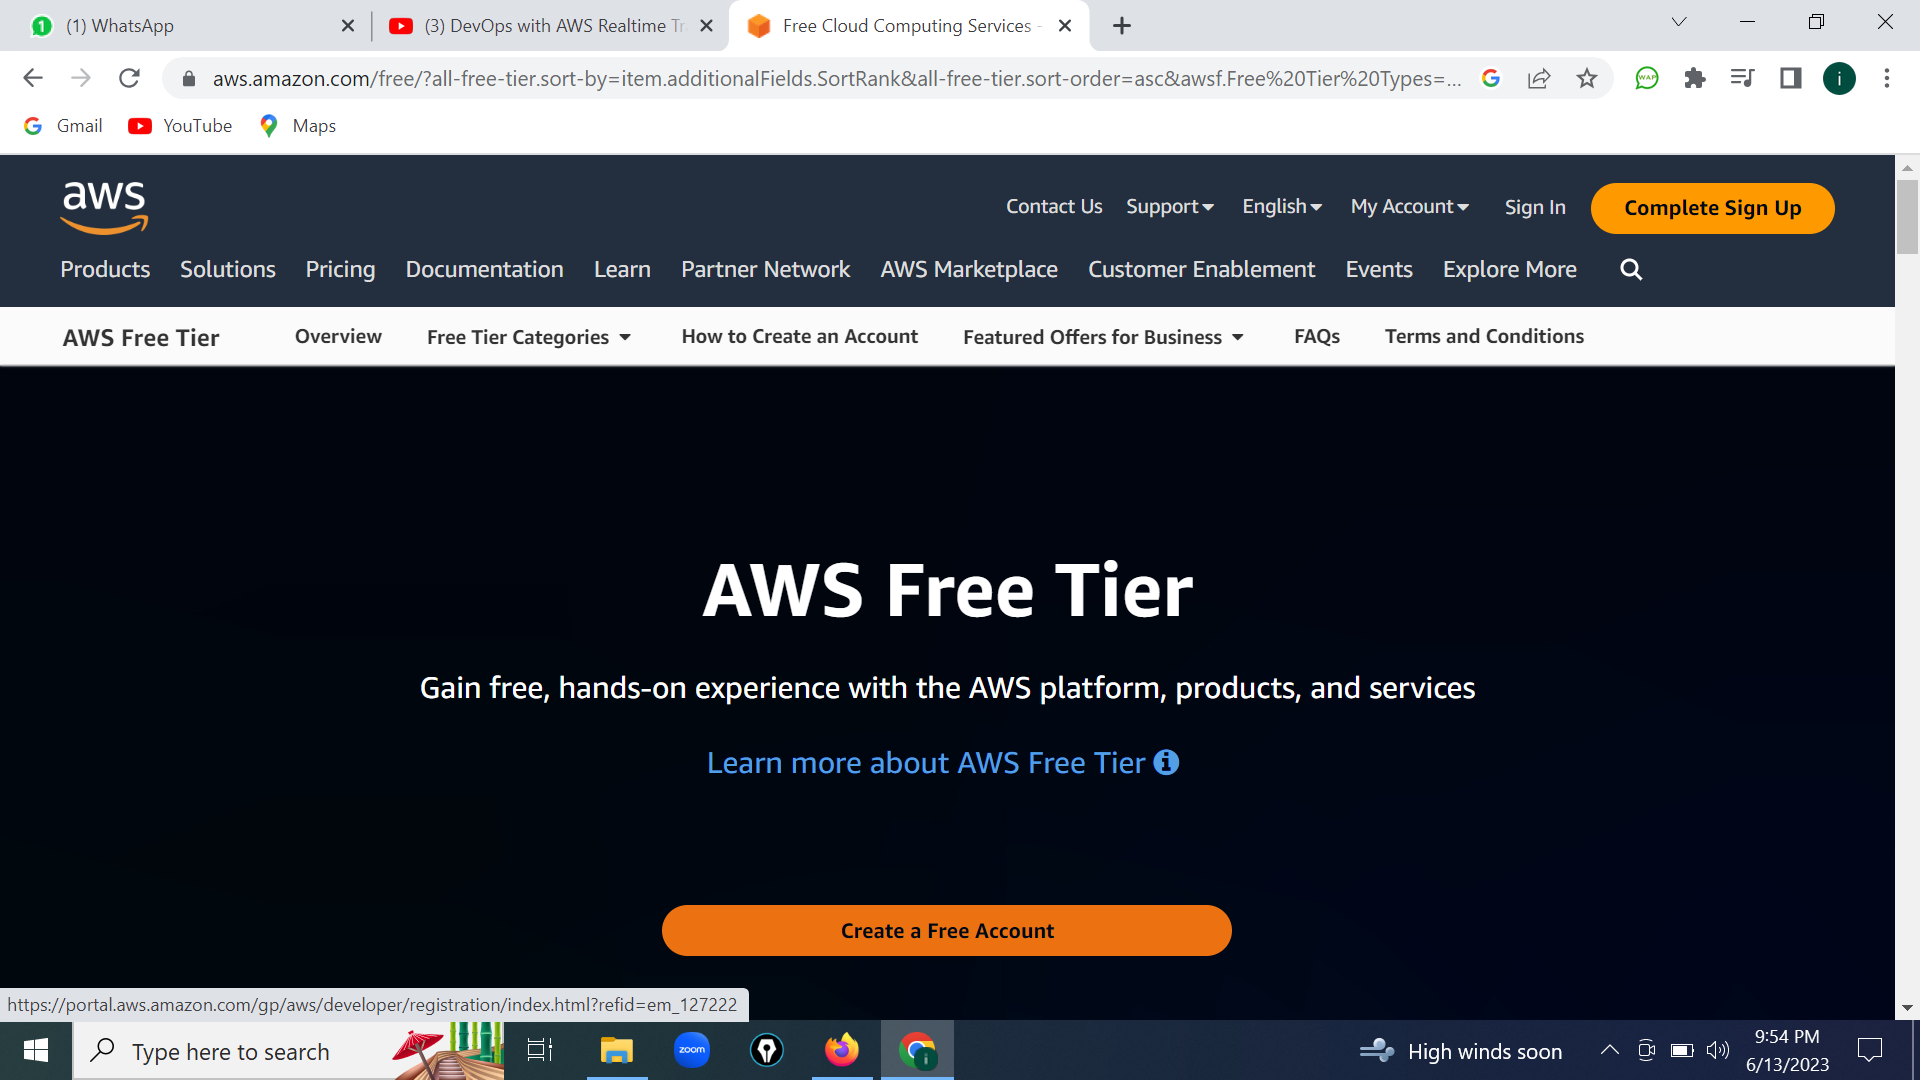 (1) WhatsApp
(3) DevOps with AWS Realtime Tr
Free Cloud Computing Services -
aws.amazon.com/free/?all-free-tier.sort-by=item.additionalFields.SortRank&all-free-tier.sort-order=asc&awsf.Free%20Tier%20Types=...
Gmail YouTube Maps
aws
Contact Us Support English My Account Sign In Complete Sign Up
Products Solutions Pricing Documentation Learn Partner Network AWS Marketplace Customer Enablement Events Explore More
AWS Free Tier Overview Free Tier Categories How to Create an Account Featured Offers for Business FAQs Terms and Conditions
AWS Free Tier
Gain free, hands-on experience with the AWS platform, products, and services
Learn more about AWS Free Tier
Create a Free Account
https://portal.aws.amazon.com/gp/aws/developer/registration/index.html?refid=em_127222
Type here to search
zoom
High winds soon
9:54 PM
6/13/2023